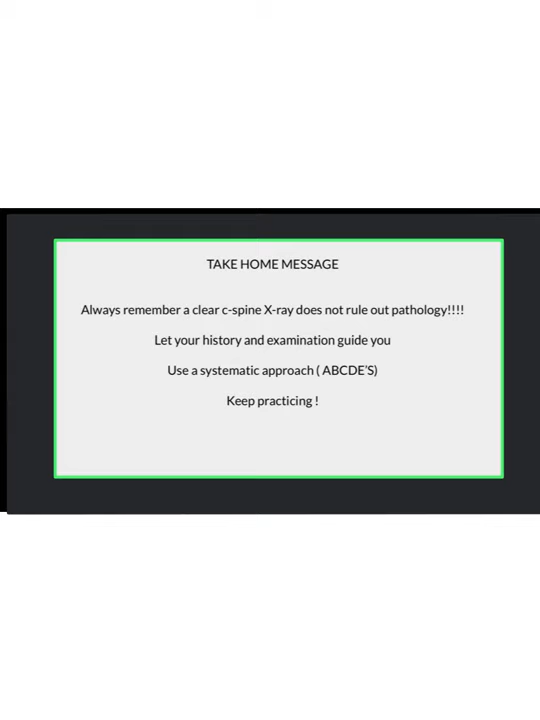 TAKE HOME MESSAGE
Always remember a clear c-spine X-ray does not rule out pathology!!!!
Let your history and examination guide you
Use a systematic approach ( ABCDE'S)
Keep practicing !